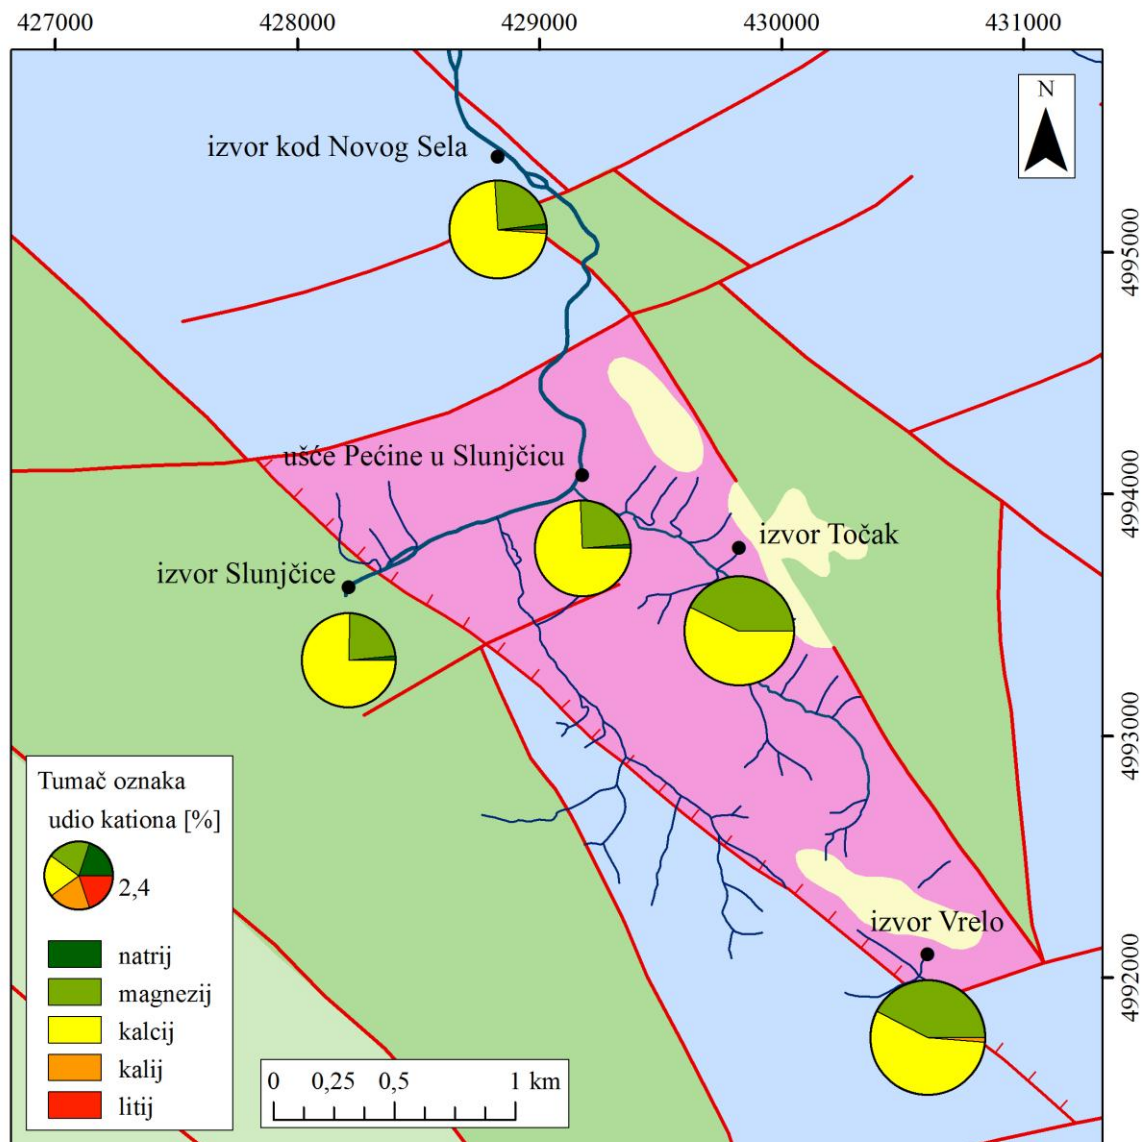 427000 428000 429000 430000 431000
N
izvor kod Novog Sela
4995000
ušće Pećine u Slunjčicu
4994000
izvor Točak
izvor Slunjčice
4993000
Tumač oznaka
udio kationa [%]
2,4
izvor Vrelo
natrij
4992000
magnezij
kalcij
kalij
litij
0 0,25 0,5 1 km